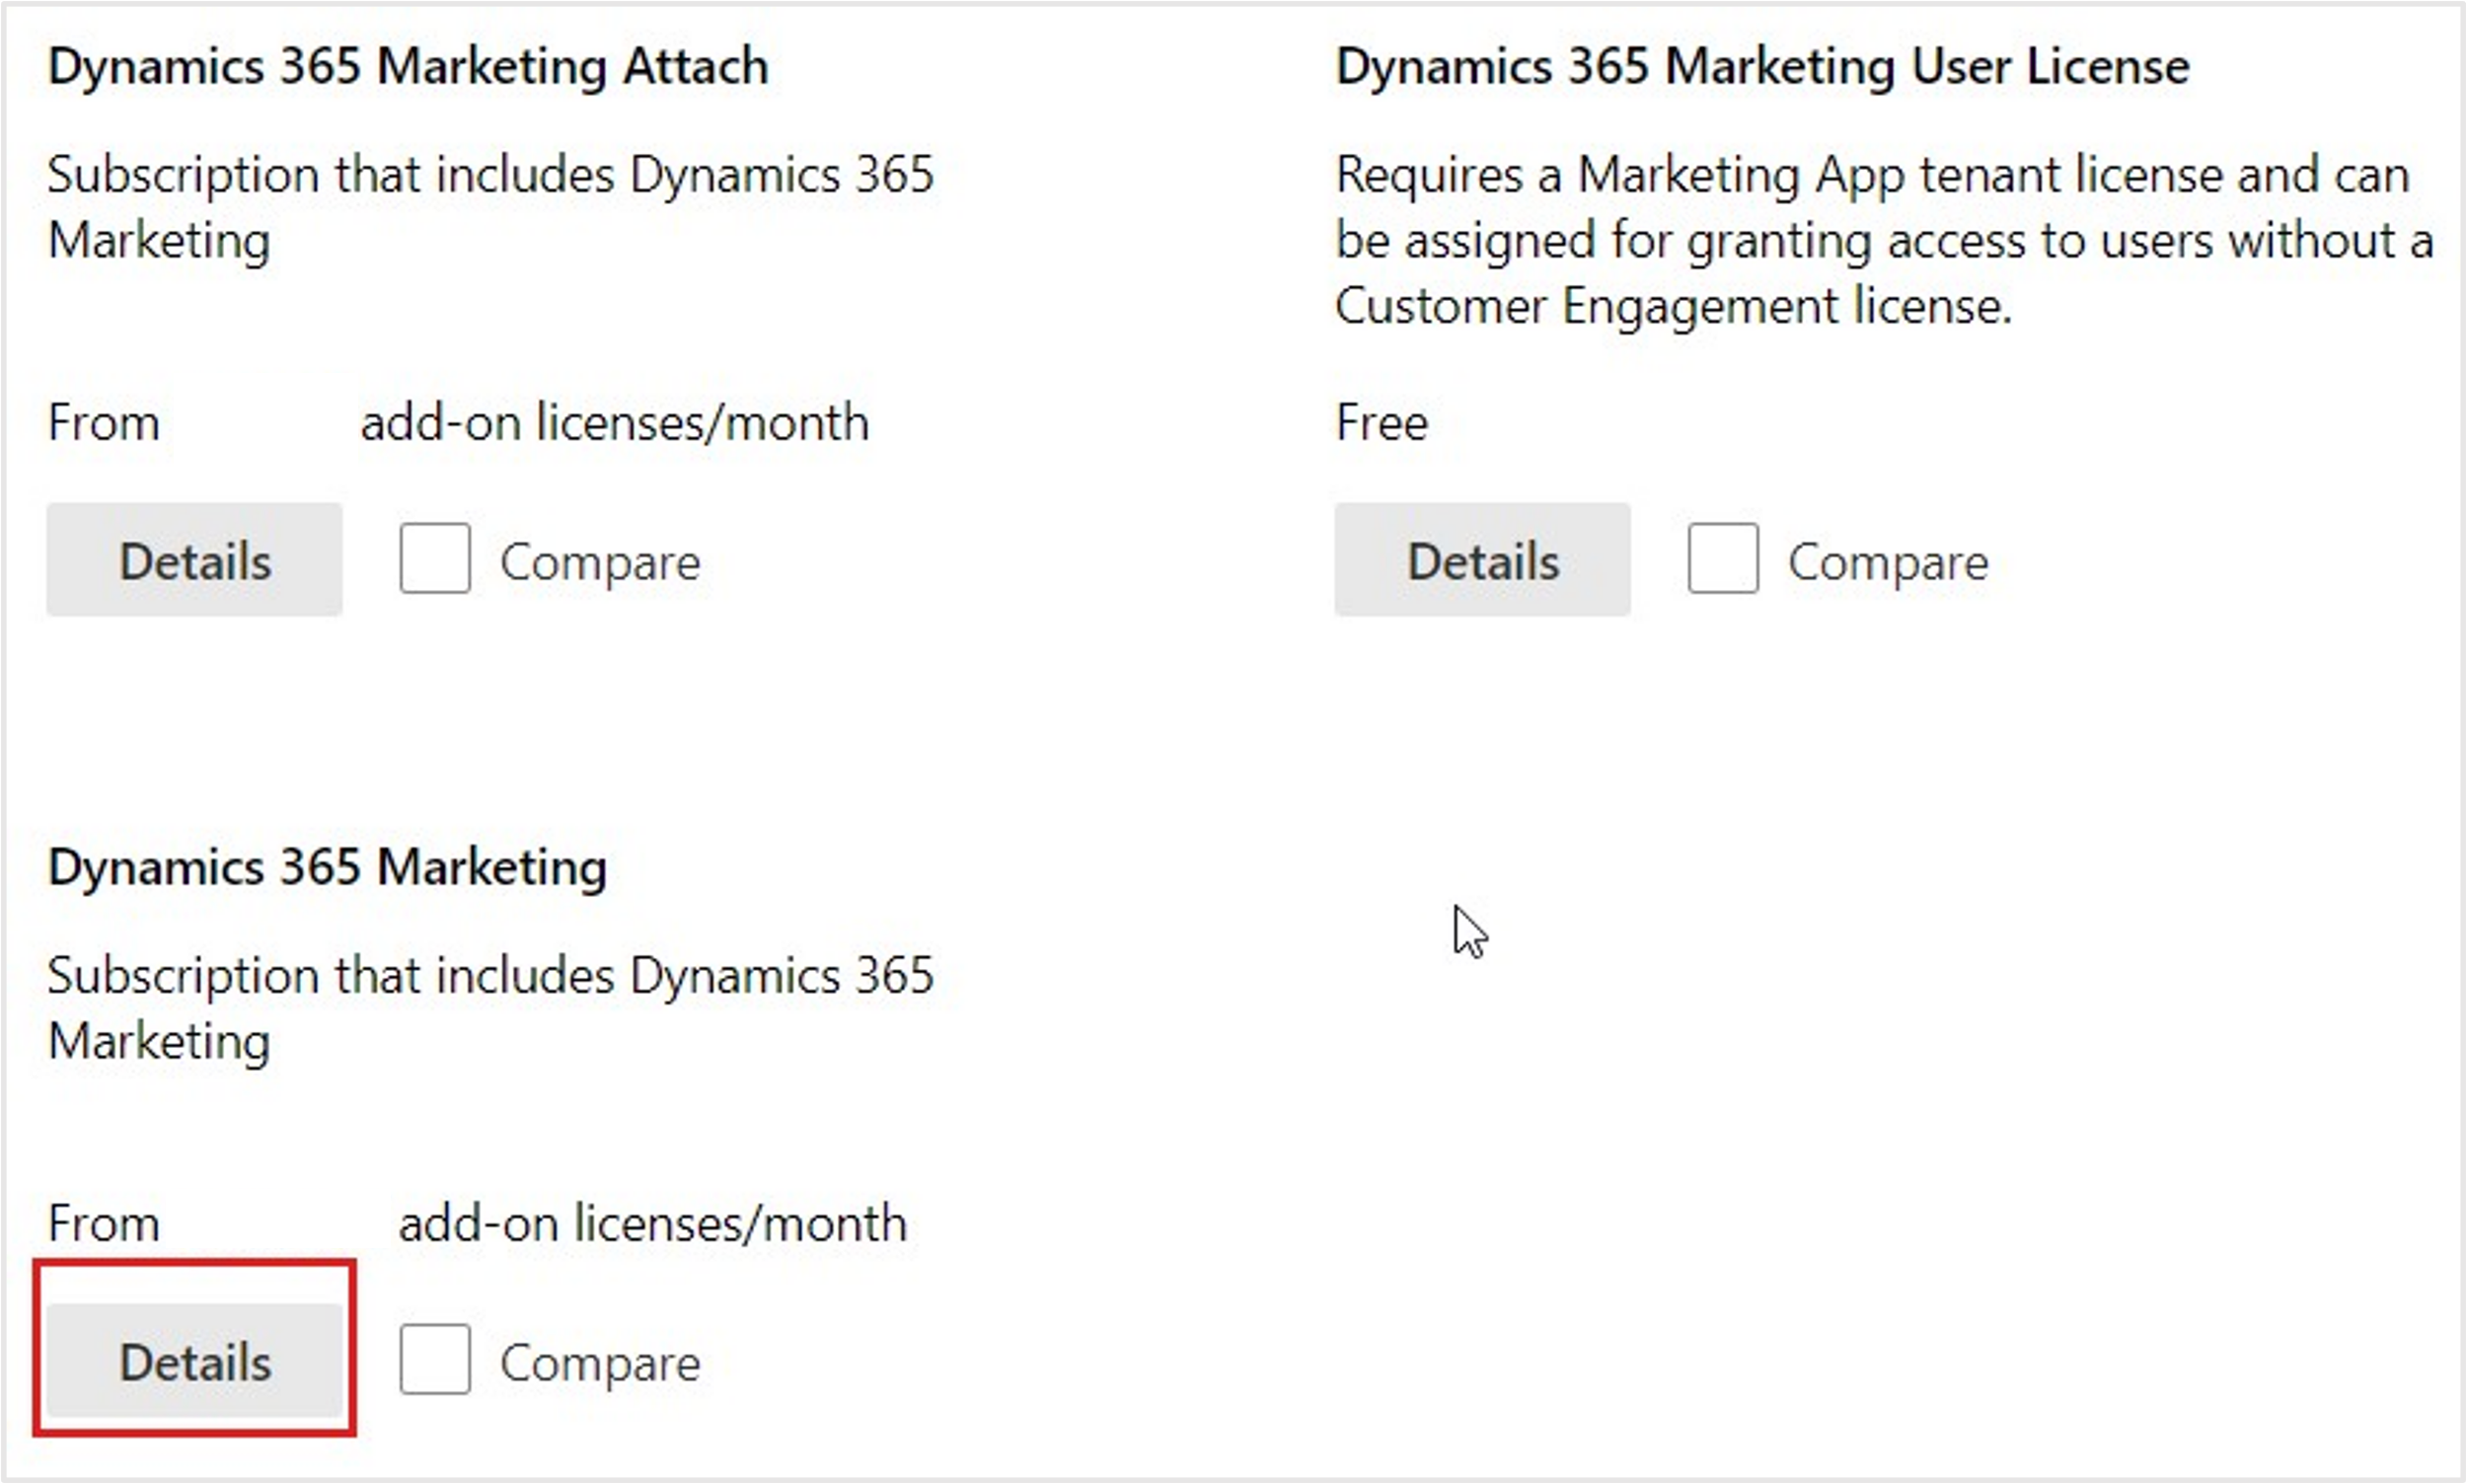 Dynamics 365 Marketing Attach
Subscription that includes Dynamics 365
Marketing
From add-on licenses/month
Details Compare
Dynamics 365 Marketing User License
Requires a Marketing App tenant license and can
be assigned for granting access to users without a
Customer Engagement license.
Free
Details Compare
Dynamics 365 Marketing
Subscription that includes Dynamics 365
Marketing
From add-on licenses/month
Details Compare